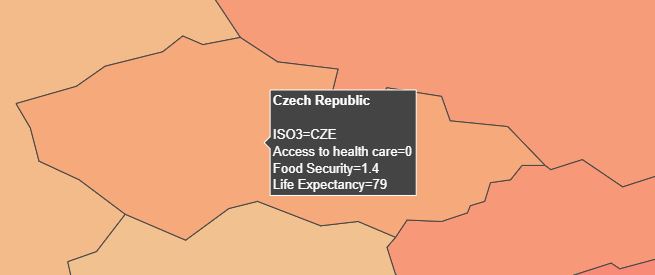 Czech Republic
ISO3=CZE
Access to health care=0
Food Security=1.4
Life Expectancy=79